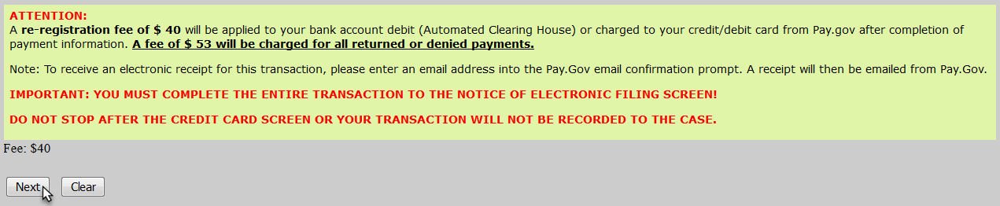 ATTENTION:
A re-registration fee of $ 40 will be applied to your bank account debit (Automated Clearing House) or charged to your credit/debit card from Pay.gov after completion of
payment information. A fee of $ 53 will be charged for all returned or denied payments.
Note: To receive an electronic receipt for this transaction, please enter an email address into the Pay.Gov email confirmation prompt. A receipt will then be emailed from Pay.Gov.
IMPORTANT: YOU MUST COMPLETE THE ENTIRE TRANSACTION TO THE NOTICE OF ELECTRONIC FILING SCREEN!
DO NOT STOP AFTER THE CREDIT CARD SCREEN OR YOUR TRANSACTION WILL NOT BE RECORDED TO THE CASE.
Fee: $40
Next Clear